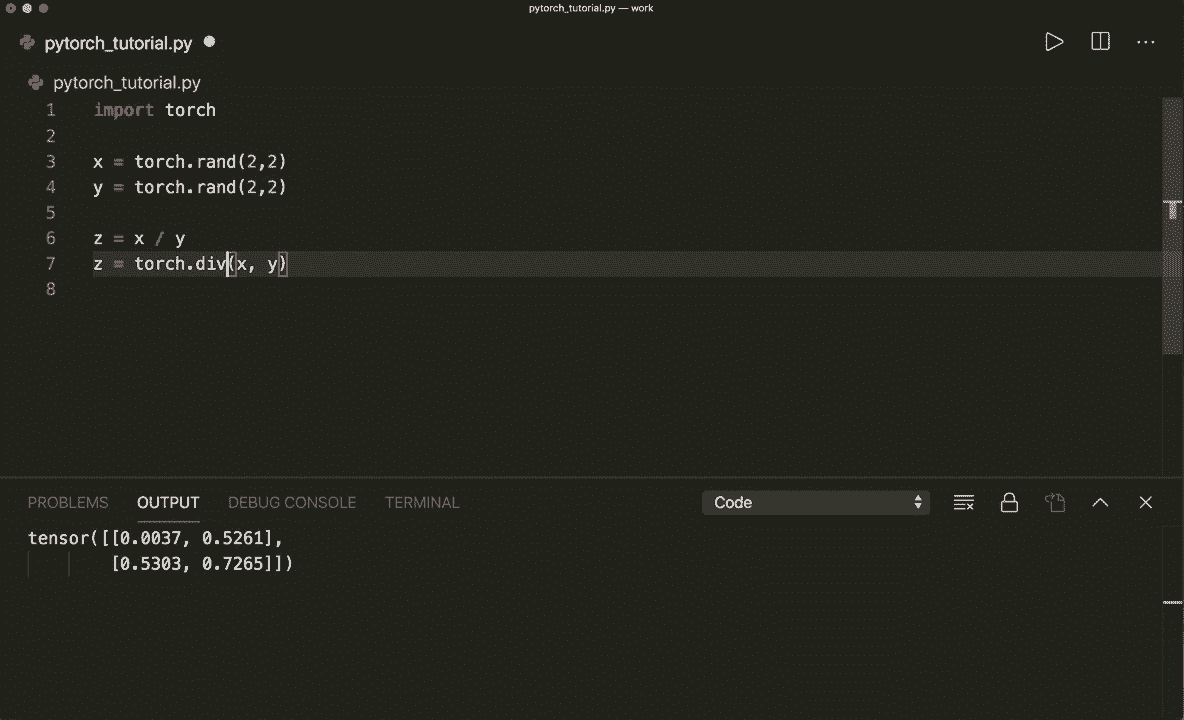 pytorch_tutorial.py — work
pytorch_tutorial.py
pytorch_tutorial.py
1 import torch
2
3 x = torch.rand(2,2)
4 y = torch.rand(2,2)
5
6 z = x / y
7 z = torch.div(x, y)
8
PROBLEMS OUTPUT DEBUG CONSOLE TERMINAL Code
tensor([[0.0037, 0.5261],
[0.5303, 0.7265]])